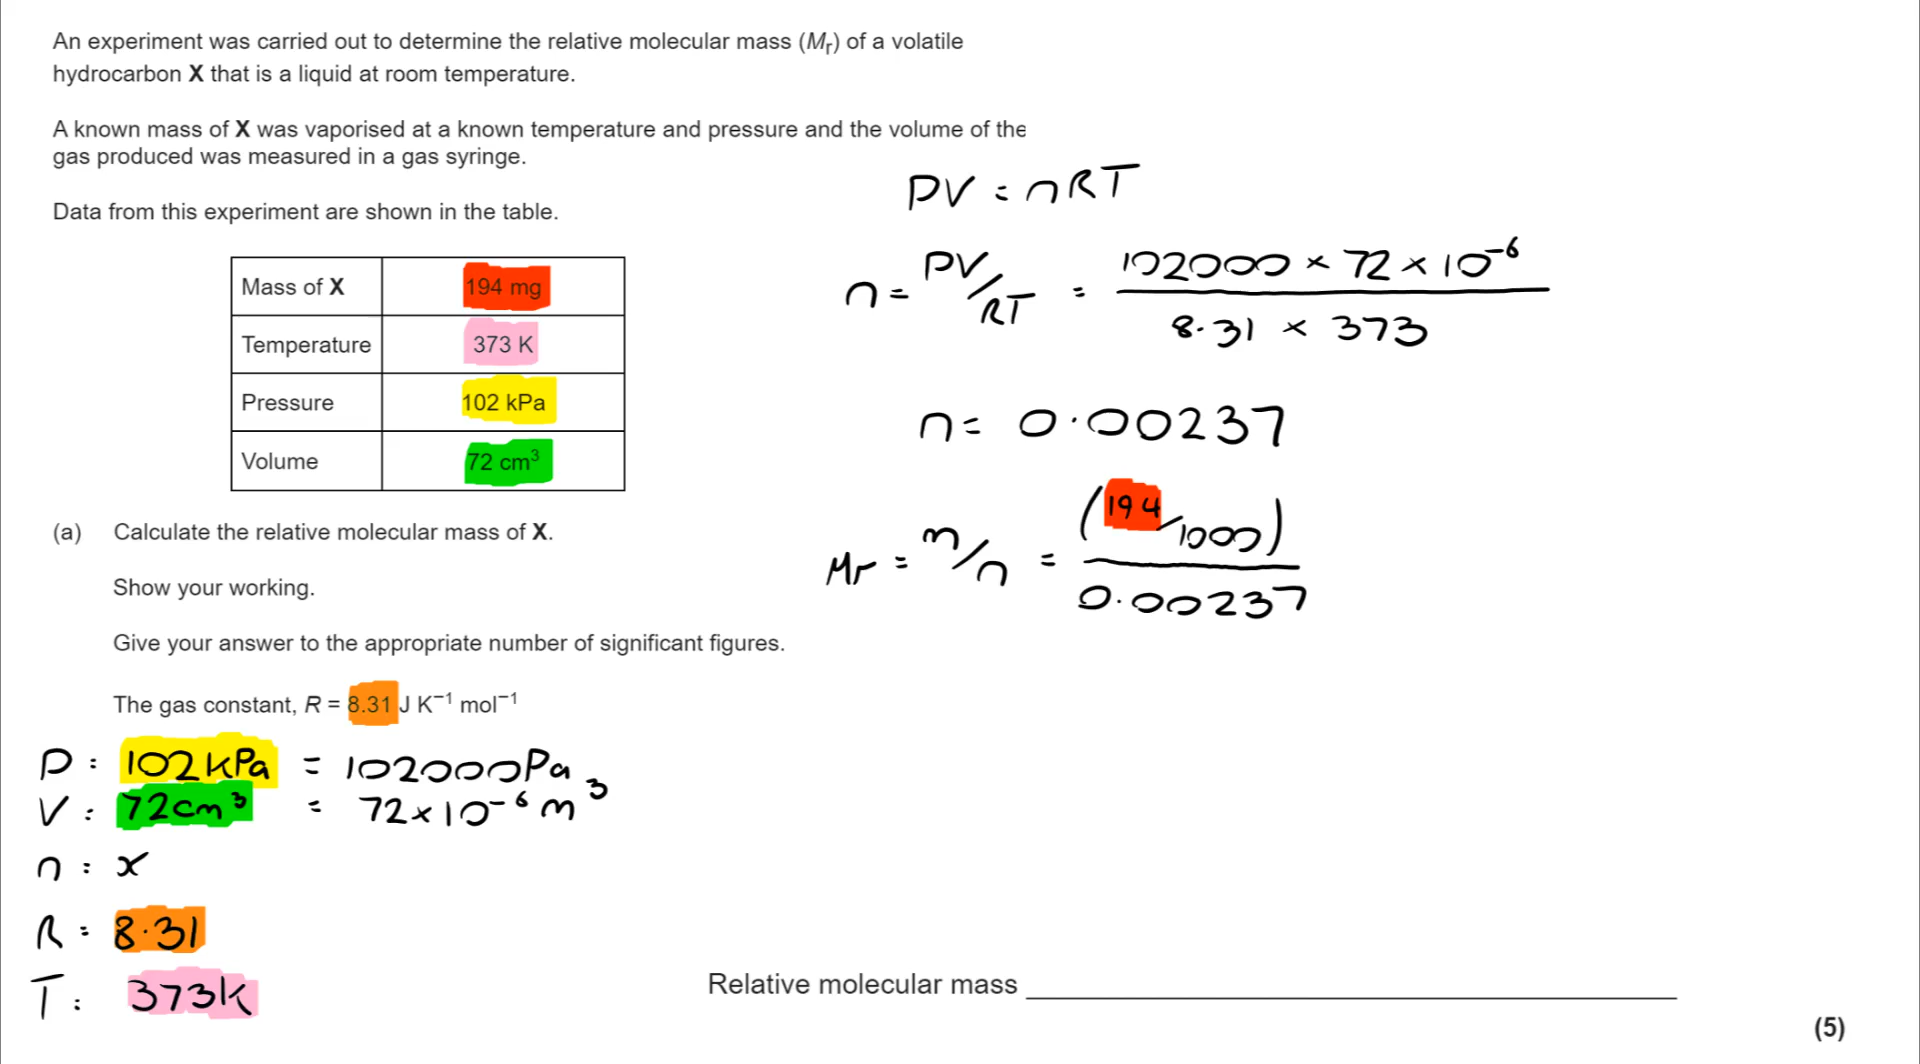 An experiment was carried out to determine the relative molecular mass (Mr) of a volatile
hydrocarbon X that is a liquid at room temperature.
A known mass of X was vaporised at a known temperature and pressure and the volume of the
gas produced was measured in a gas syringe.
Data from this experiment are shown in the table.
Mass of X 194 mg
Temperature 373 K
Pressure 102 kPa
Volume 72 cm³
(a) Calculate the relative molecular mass of X.
Show your working.
Give your answer to the appropriate number of significant figures.
The gas constant, R = 8.31 J K⁻¹ mol⁻¹
P : 102 kPa = 102000 Pa
V : 72 cm³ = 72 × 10⁻⁶ m³
n : x
R : 8.31
T : 373k
PV = nRT
n = PV/RT = 102000 × 72 × 10⁻⁶
8.31 × 373
n = 0.00237
Mr = m/n = (194/1000)
0.00237
Relative molecular mass
(5)